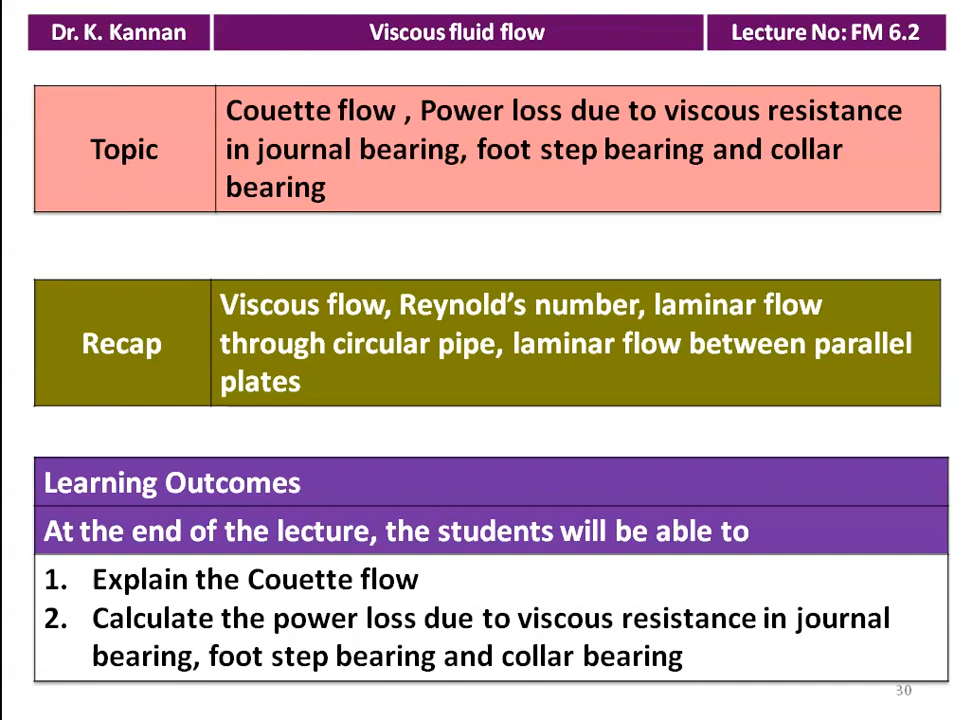 Dr. K. Kannan
Viscous fluid flow
Lecture No: FM 6.2
Topic
Couette flow , Power loss due to viscous resistance
in journal bearing, foot step bearing and collar
bearing
Recap
Viscous flow, Reynold’s number, laminar flow
through circular pipe, laminar flow between parallel
plates
Learning Outcomes
At the end of the lecture, the students will be able to
1. Explain the Couette flow
2. Calculate the power loss due to viscous resistance in journal
bearing, foot step bearing and collar bearing
30